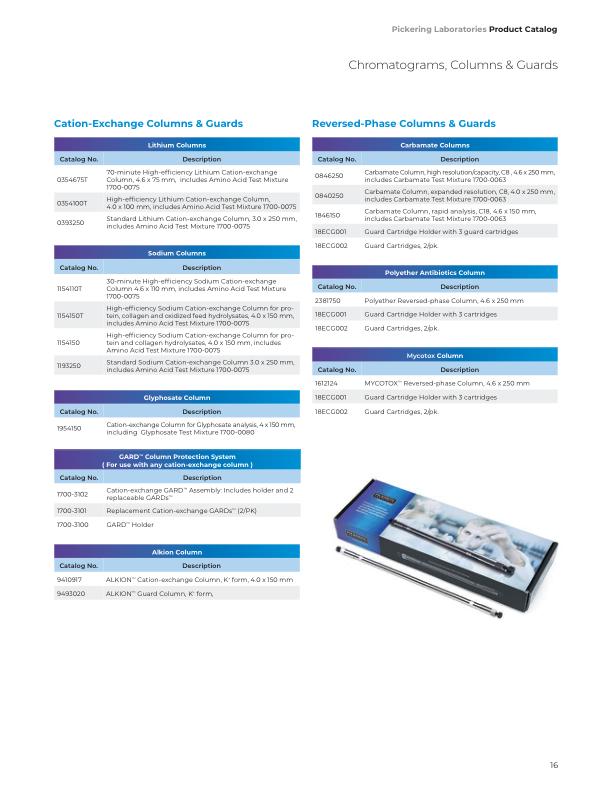 Pickering Laboratories Product Catalog
Chromatograms, Columns & Guards
Cation-Exchange Columns & Guards
Lithium Columns
Catalog No. Description
0354675T 70-minute High-efficiency Lithium Cation-exchange
Column, 4.6 x 75 mm, includes Amino Acid Test Mixture
1700-0075
0354100T High-efficiency Lithium Cation-exchange Column,
4.0 x 100 mm, includes Amino Acid Test Mixture 1700-0075
0393250 Standard Lithium Cation-exchange Column, 3.0 x 250 mm,
includes Amino Acid Test Mixture 1700-0075
Sodium Columns
Catalog No. Description
1154110T 30-minute High-efficiency Sodium Cation-exchange
Column 4.6 x 110 mm, includes Amino Acid Test Mixture
1700-0075
1154150T High-efficiency Sodium Cation-exchange Column for pro-
tein, collagen and oxidized feed hydrolysates, 4.0 x 150 mm,
includes Amino Acid Test Mixture 1700-0075
1154150 High-efficiency Sodium Cation-exchange Column for pro-
tein and collagen hydrolysates, 4.0 x 150 mm, includes
Amino Acid Test Mixture 1700-0075
1193250 Standard Sodium Cation-exchange Column 3.0 x 250 mm,
includes Amino Acid Test Mixture 1700-0075
Glyphosate Column
Catalog No. Description
1954150 Cation-exchange Column for Glyphosate analysis, 4 x 150 mm,
including Glyphosate Test Mixture 1700-0080
GARD™ Column Protection System
( For use with any cation-exchange column )
Catalog No. Description
1700-3102 Cation-exchange GARD™ Assembly: Includes holder and 2
replaceable GARDs™
1700-3101 Replacement Cation-exchange GARDs™ (2/PK)
1700-3100 GARD™ Holder
Alkion Column
Catalog No. Description
9410917 ALKION™ Cation-exchange Column, K⁺ form, 4.0 x 150 mm
9493020 ALKION™ Guard Column, K⁺ form,
Reversed-Phase Columns & Guards
Carbamate Columns
Catalog No. Description
0846250 Carbamate Column, high resolution/capacity, C8, 4.6 x 250 mm,
includes Carbamate Test Mixture 1700-0063
0840250 Carbamate Column, expanded resolution, C8, 4.0 x 250 mm,
includes Carbamate Test Mixture 1700-0063
1846150 Carbamate Column, rapid analysis, C18, 4.6 x 150 mm,
includes Carbamate Test Mixture 1700-0063
18ECG001 Guard Cartridge Holder with 3 guard cartridges
18ECG002 Guard Cartridges, 2/pk.
Polyether Antibiotics Column
Catalog No. Description
2381750 Polyether Reversed-phase Column, 4.6 x 250 mm
18ECG001 Guard Cartridge Holder with 3 cartridges
18ECG002 Guard Cartridges, 2/pk.
Mycotox Column
Catalog No. Description
1612124 MYCOTOX™ Reversed-phase Column, 4.6 x 250 mm
18ECG001 Guard Cartridge Holder with 3 cartridges
18ECG002 Guard Cartridges, 2/pk.
16